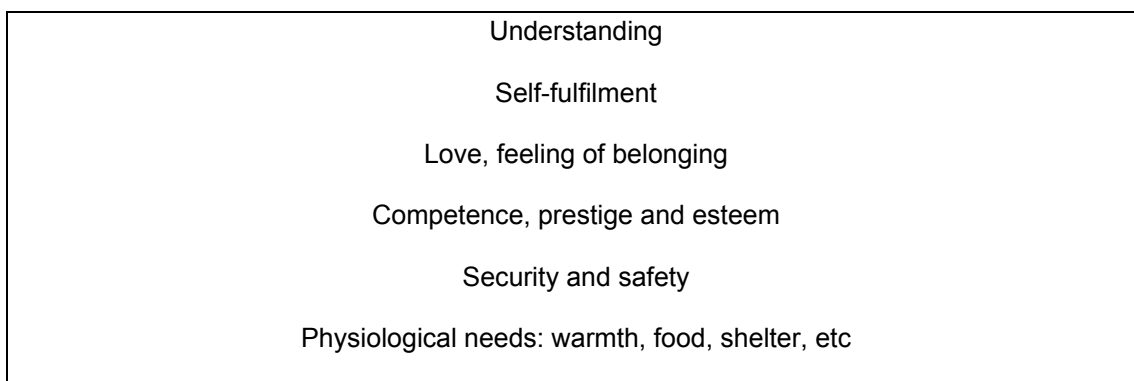 Understanding
Self-fulfilment
Love, feeling of belonging
Competence, prestige and esteem
Security and safety
Physiological needs: warmth, food, shelter, etc